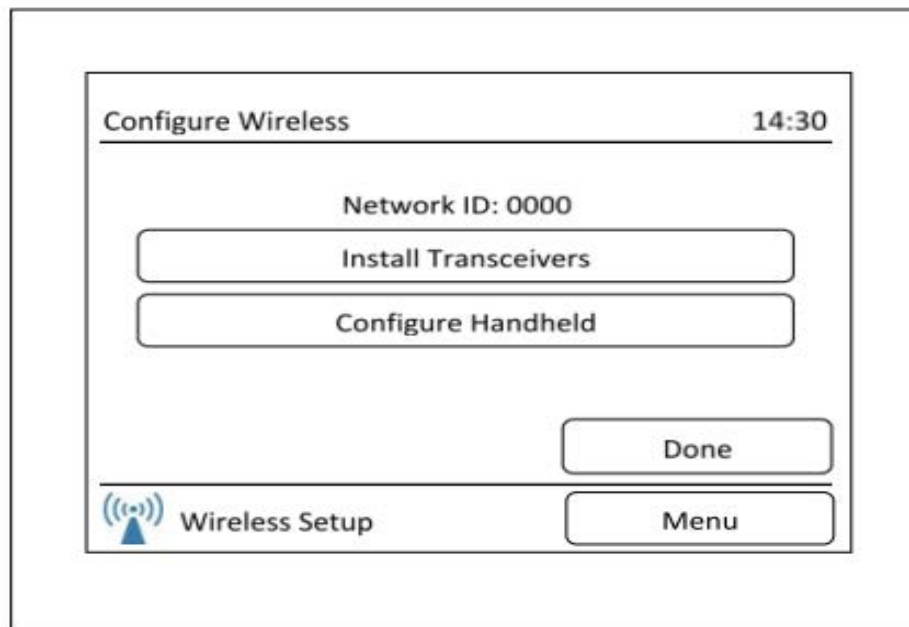 Configure Wireless 14:30
Network ID: 0000
Install Transceivers
Configure Handheld
Done
Wireless Setup Menu